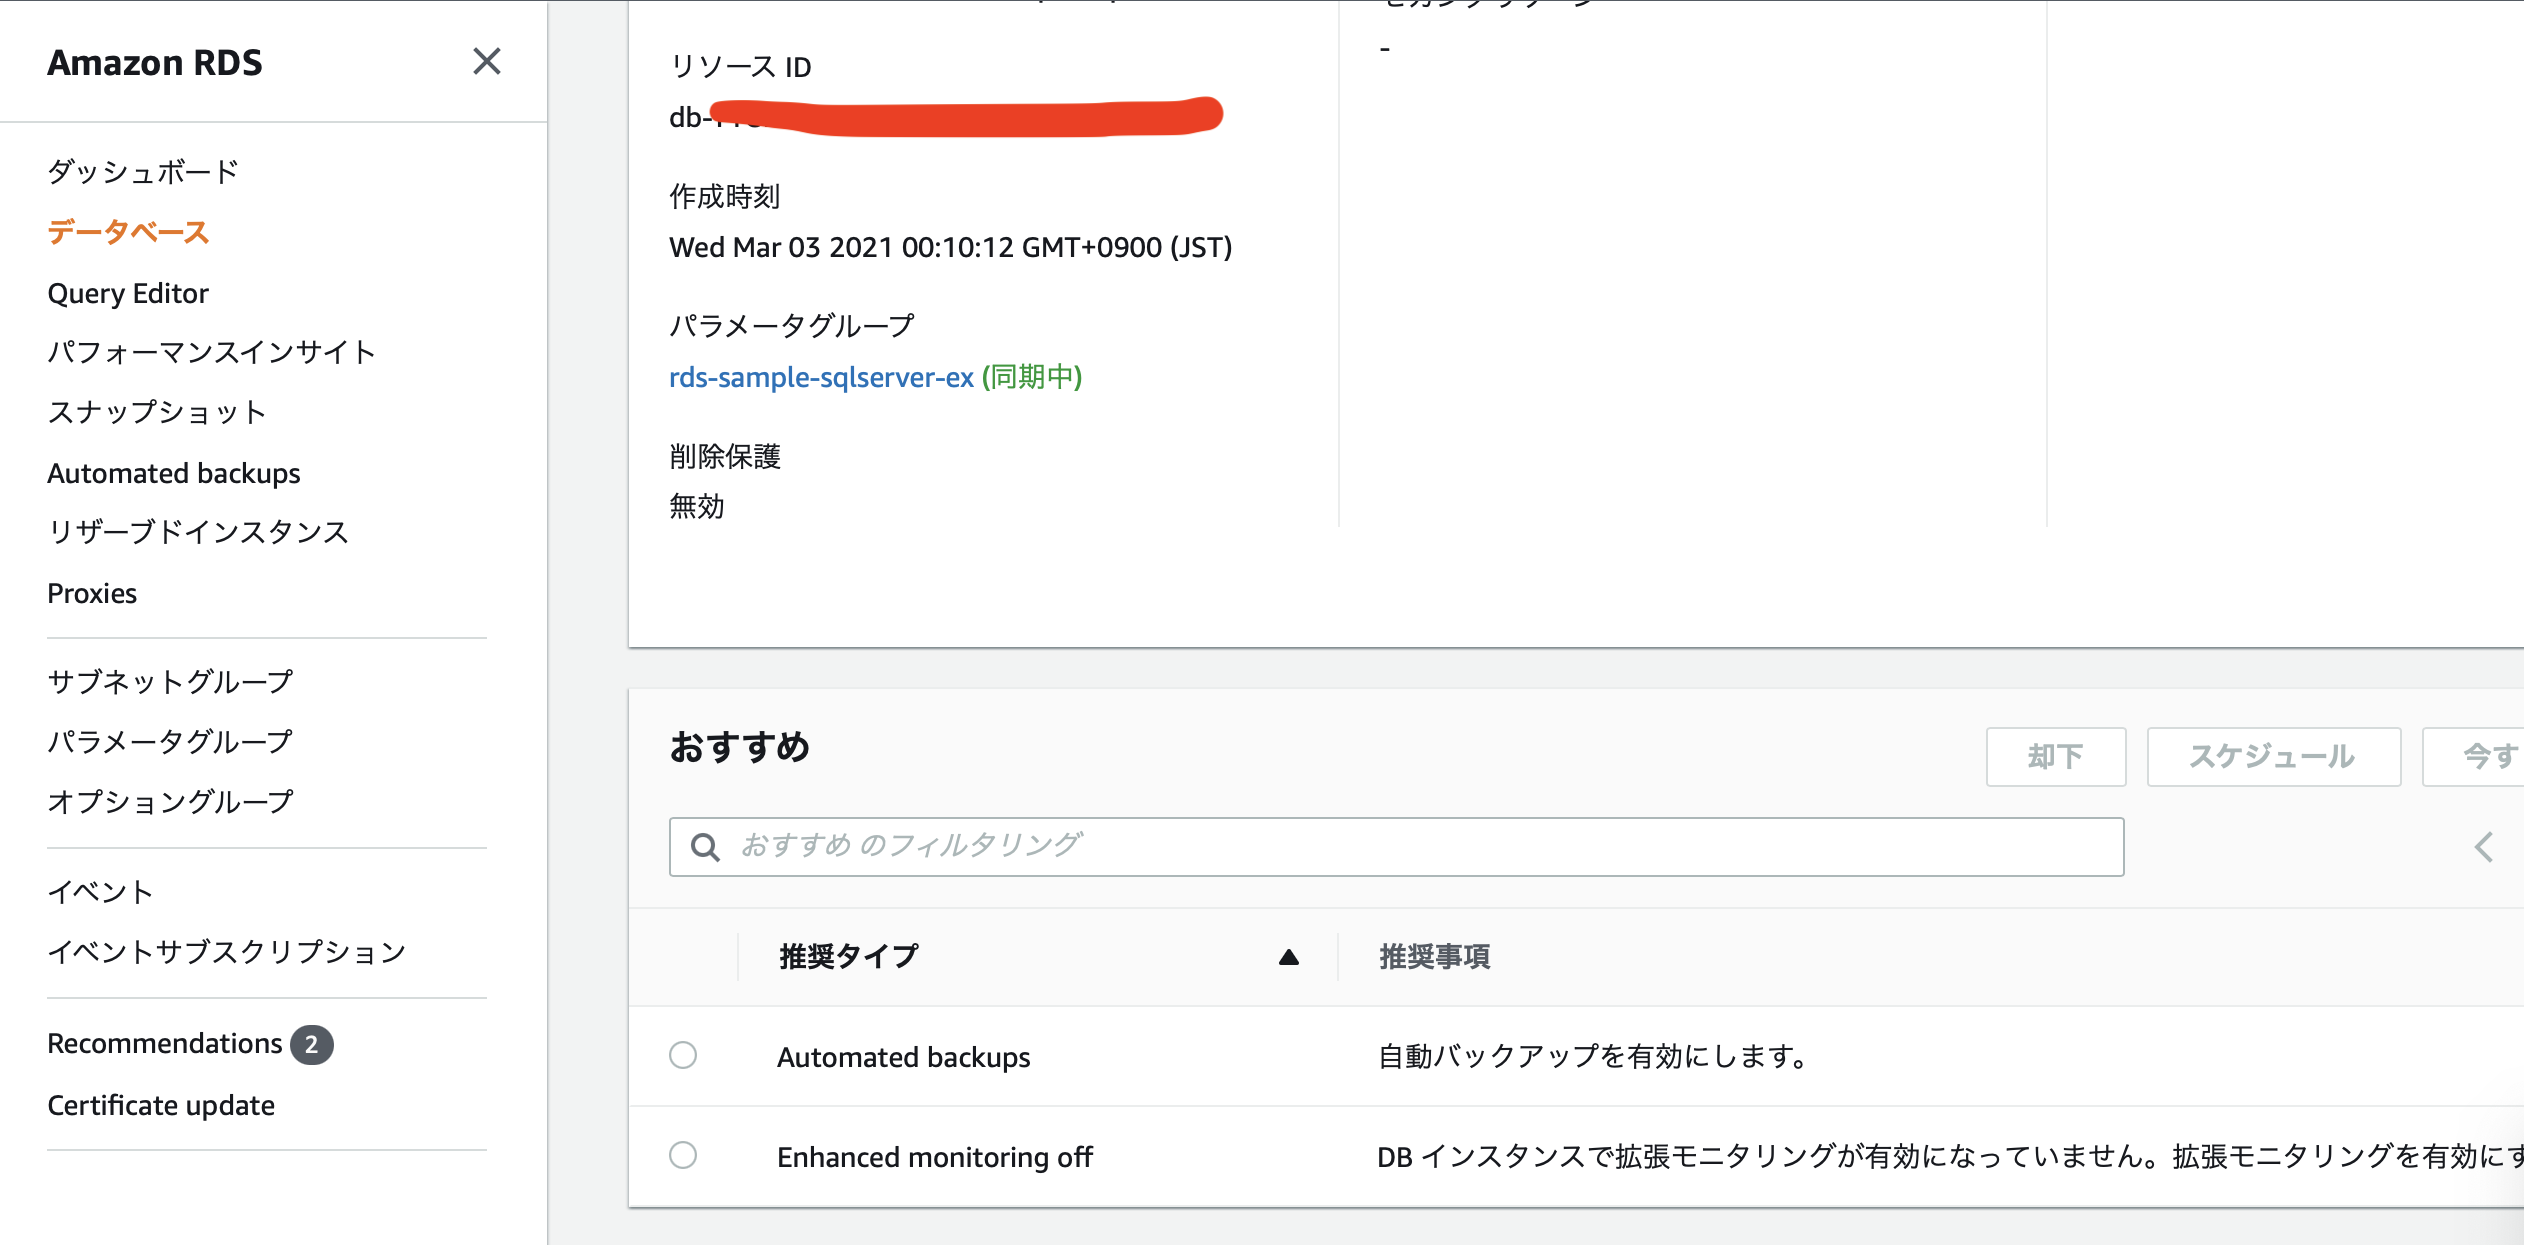 Amazon RDS
ダッシュボード
データベース
Query Editor
パフォーマンスインサイト
スナップショット
Automated backups
リザーブドインスタンス
Proxies
サブネットグループ
パラメータグループ
オプショングループ
イベント
イベントサブスクリプション
Recommendations 2
Certificate update
リソース ID
db-
作成時刻
Wed Mar 03 2021 00:10:12 GMT+0900 (JST)
パラメータグループ
rds-sample-sqlserver-ex (同期中)
削除保護
無効
-
おすすめ
却下
スケジュール
今す
おすすめ のフィルタリング
推奨タイプ
推奨事項
Automated backups
自動バックアップを有効にします。
Enhanced monitoring off
DB インスタンスで拡張モニタリングが有効になっていません。拡張モニタリングを有効にす